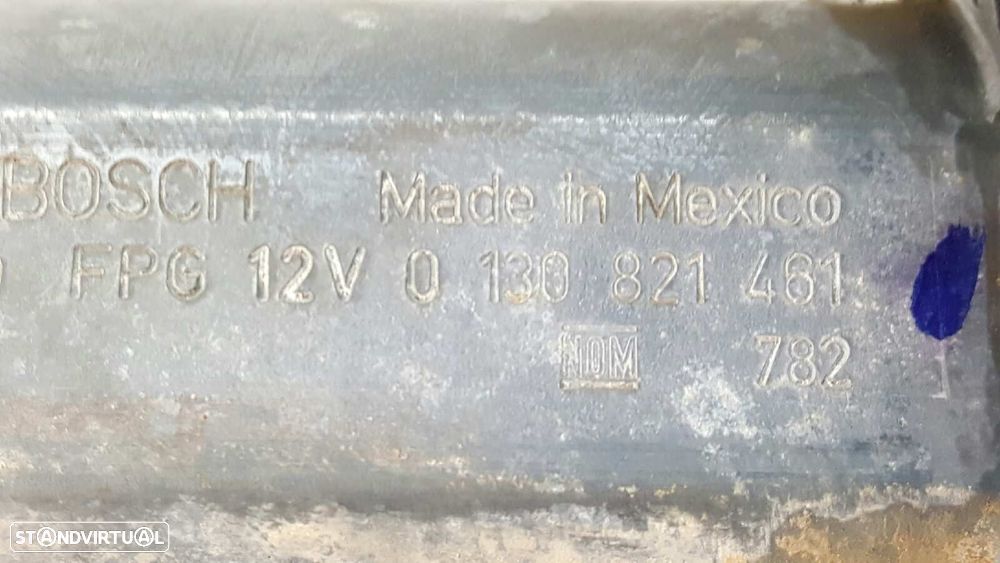 BOSCH Made in Mexico
FPG 12V 0 130 821 461
NOM 782
STANDVIRTUAL